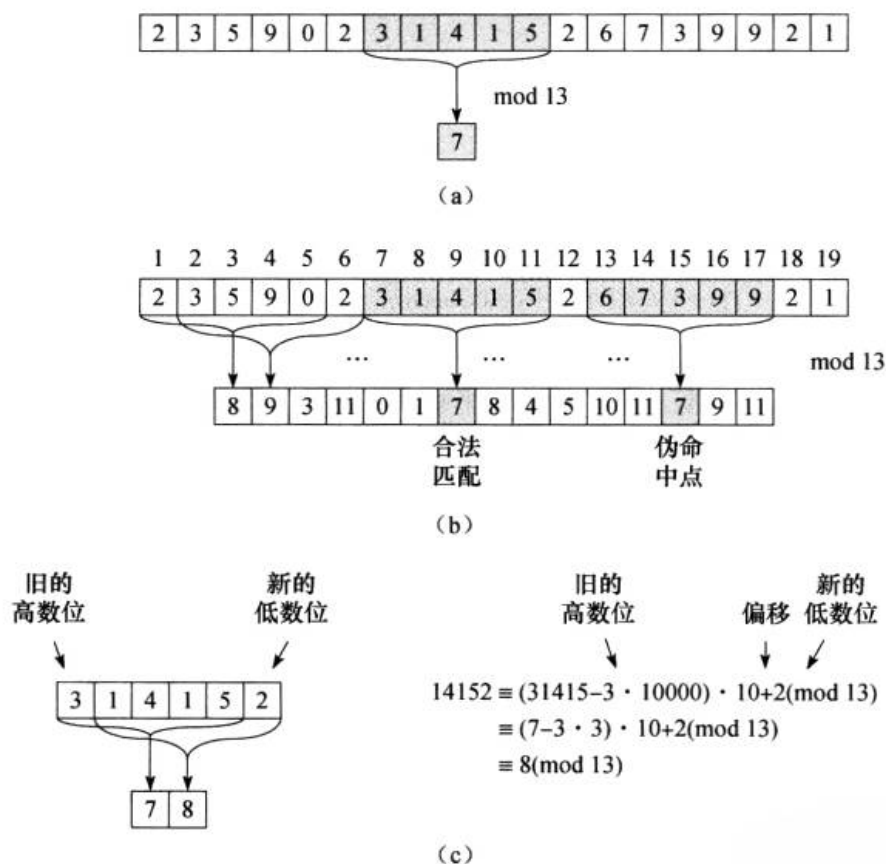 2 3 5 9 0 2 3 1 4 1 5 2 6 7 3 9 9 2 1
mod 13
7
(a)
1 2 3 4 5 6 7 8 9 10 11 12 13 14 15 16 17 18 19
2 3 5 9 0 2 3 1 4 1 5 2 6 7 3 9 9 2 1
… … …
mod 13
8 9 3 11 0 1 7 8 4 5 10 11 7 9 11
合法 伪命
匹配 中点
(b)
旧的 新的
高数位 低数位
3 1 4 1 5 2
7 8
旧的 新的
高数位 偏移 低数位
14152≡(31415–3·10000)·10+2(mod 13)
≡(7–3·3)·10+2(mod 13)
≡8(mod 13)
(c)